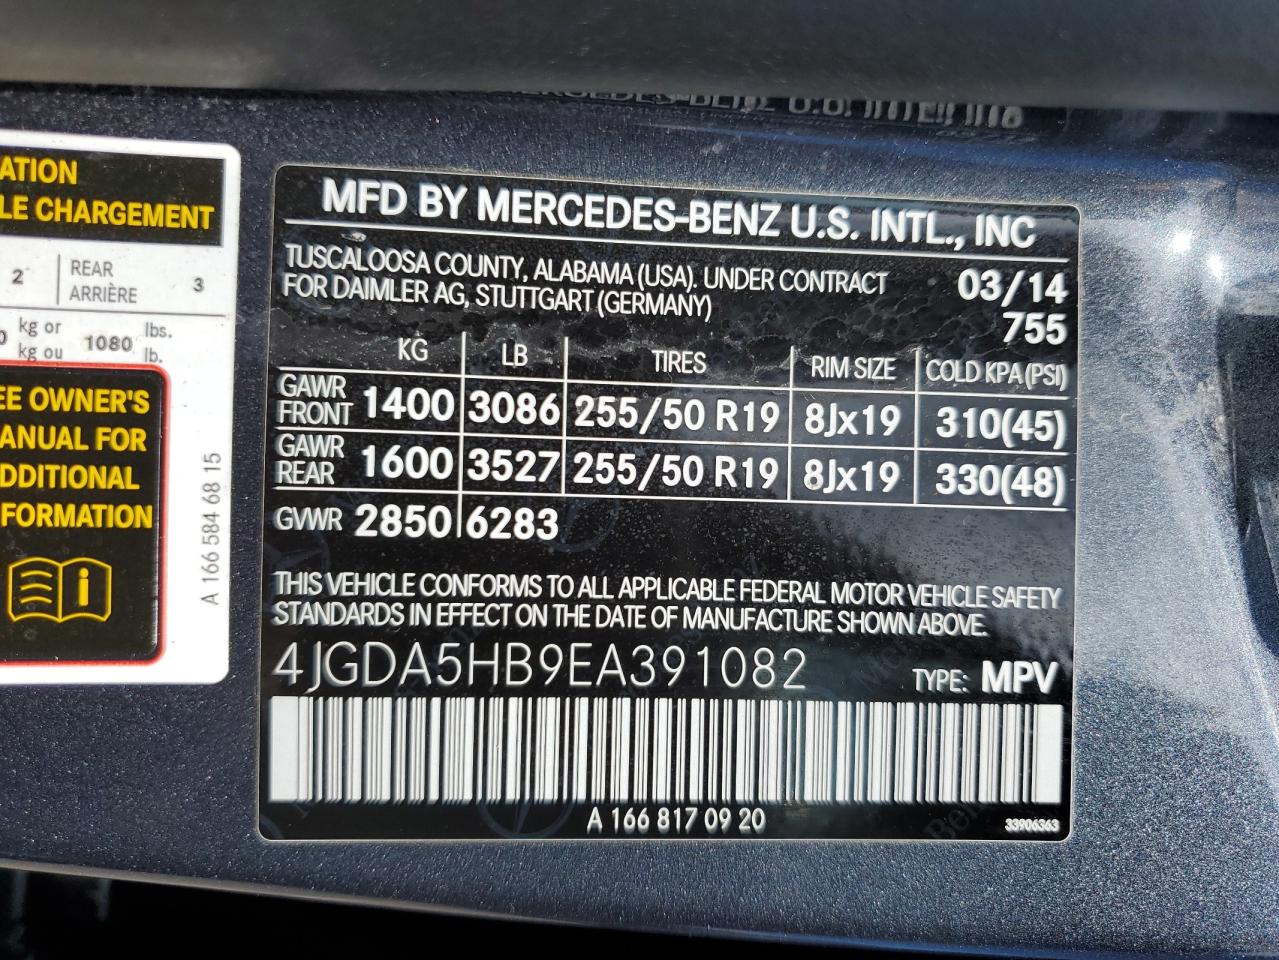 ATION
LE CHARGEMENT
2 REAR 3
ARRIÈRE
kg or 1080 lbs.
kg ou lb.
EE OWNER'S
ANUAL FOR
DDITIONAL
FORMATION
A 166 584 68 15
MFD BY MERCEDES-BENZ U.S. INTL., INC
TUSCALOOSA COUNTY, ALABAMA (USA). UNDER CONTRACT 03/14
FOR DAIMLER AG, STUTTGART (GERMANY) 755
KG LB TIRES RIM SIZE COLD KPA (PSI)
GAWR FRONT 1400 3086 255/50 R19 8Jx19 310(45)
GAWR REAR 1600 3527 255/50 R19 8Jx19 330(48)
GVWR 2850 6283
THIS VEHICLE CONFORMS TO ALL APPLICABLE FEDERAL MOTOR VEHICLE SAFETY
STANDARDS IN EFFECT ON THE DATE OF MANUFACTURE SHOWN ABOVE.
4JGDA5HB9EA391082 TYPE: MPV
A 166 817 09 20
33906363